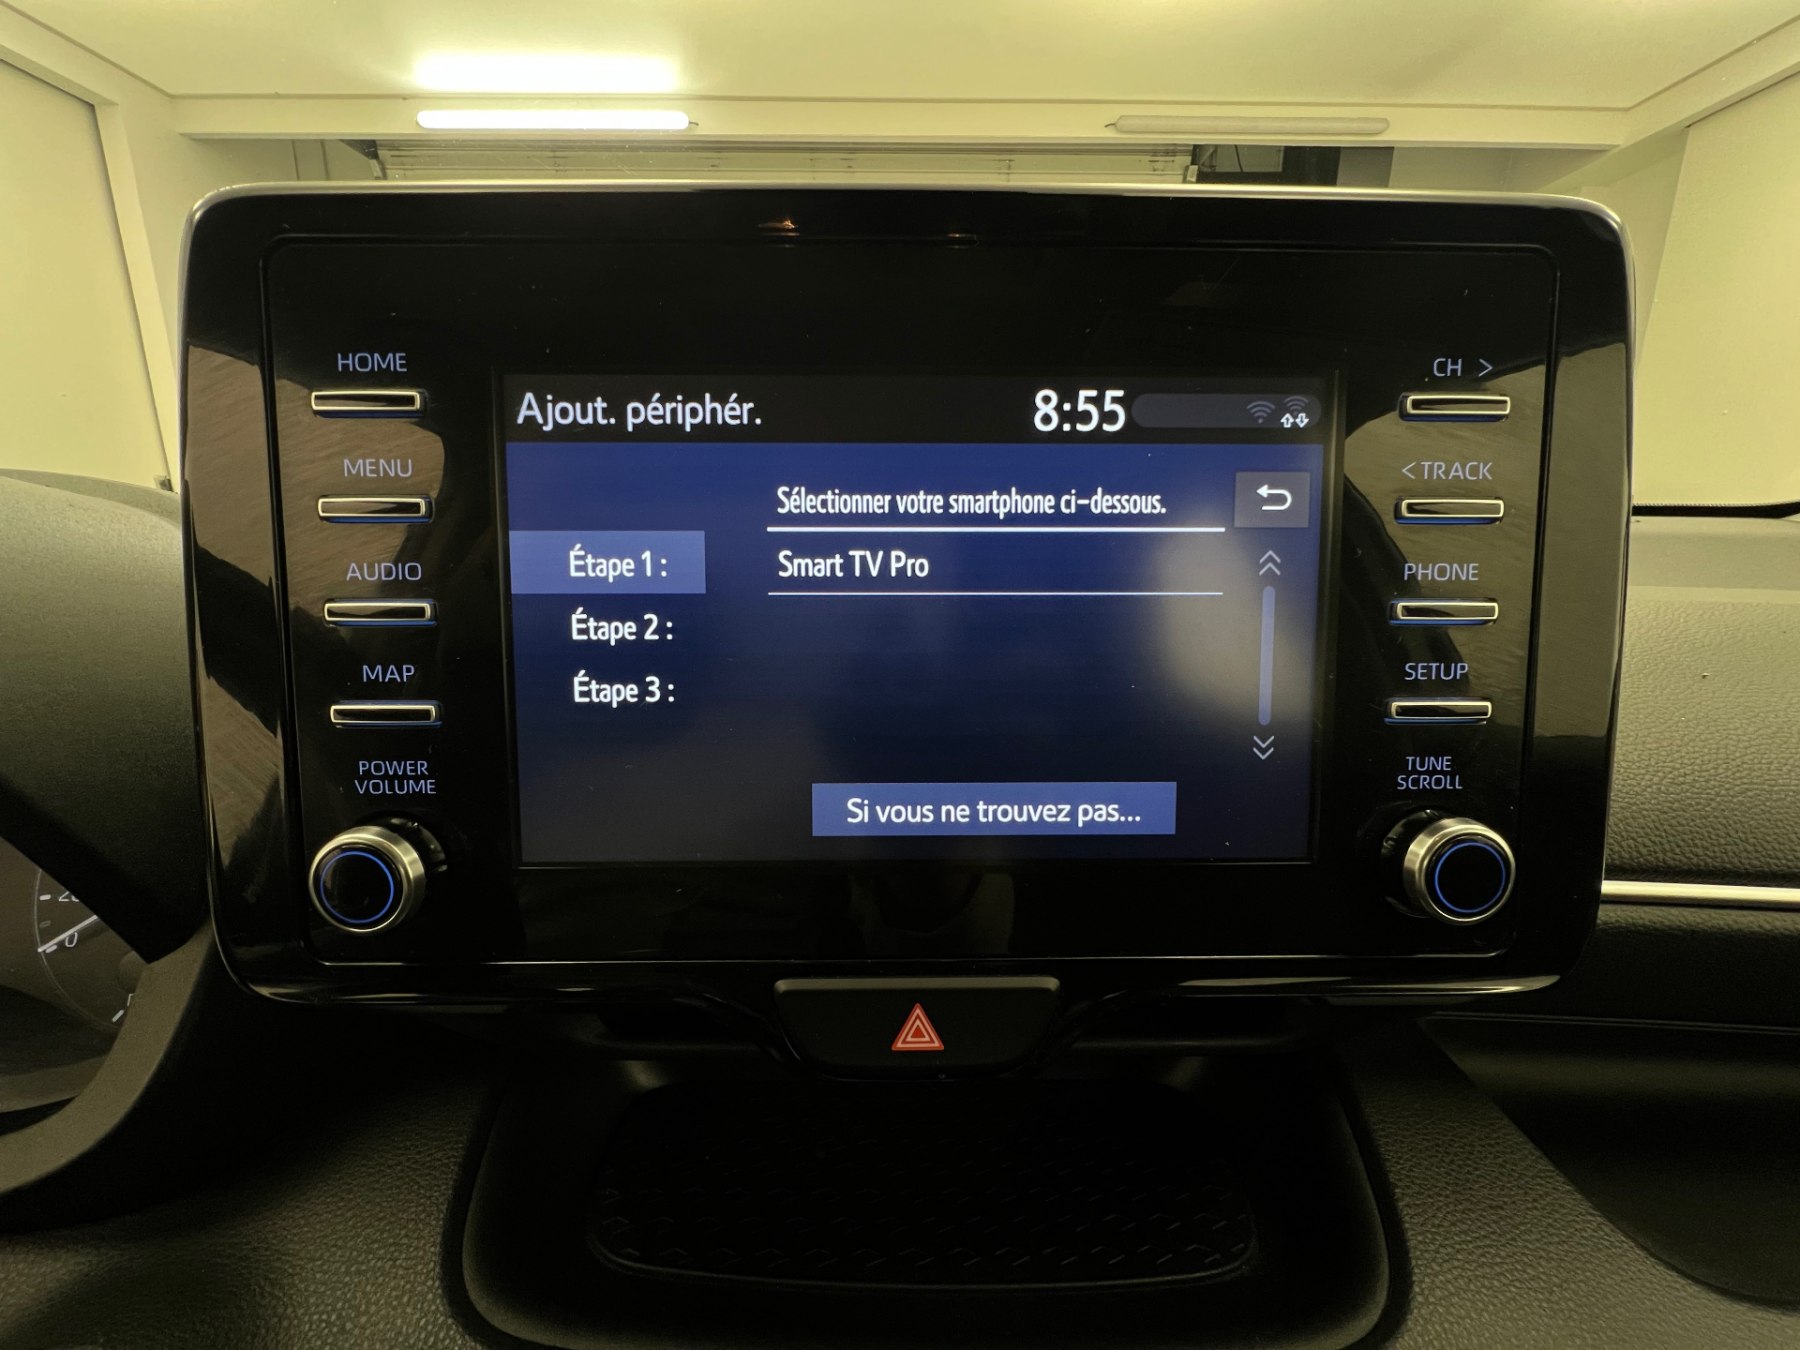 HOME
MENU
AUDIO
MAP
POWER
VOLUME
Ajout. périphér.
8:55
Sélectionner votre smartphone ci-dessous.
Étape 1 :
Smart TV Pro
Étape 2 :
Étape 3 :
Si vous ne trouvez pas...
CH >
< TRACK
PHONE
SETUP
TUNE
SCROLL
0